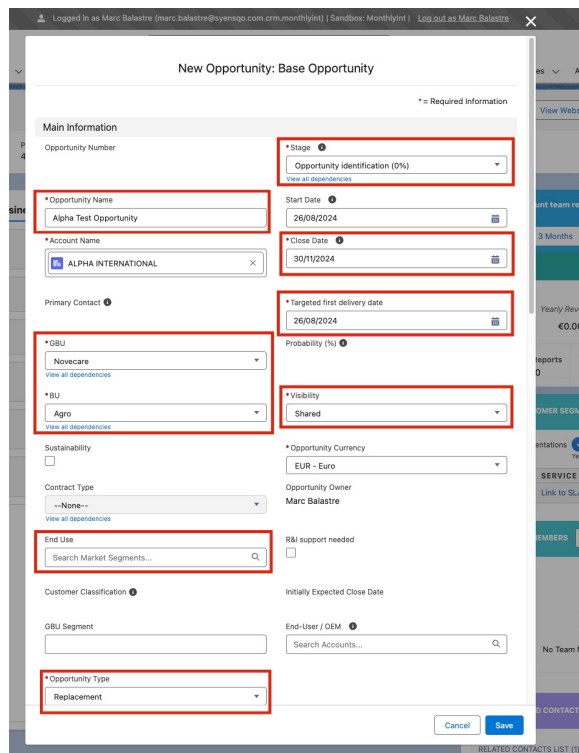 Logged in as Marc Balastre (marc.balastre@syensqo.com.crm.monthlyint) | Sandbox: MonthlyInt | Log out as Marc Balastre
New Opportunity: Base Opportunity
* = Required Information
Main Information
Opportunity Number
* Stage
Opportunity identification (0%)
View all dependencies
* Opportunity Name
Alpha Test Opportunity
Start Date
26/08/2024
* Account Name
ALPHA INTERNATIONAL
* Close Date
30/11/2024
Primary Contact
* Targeted first delivery date
26/08/2024
* GBU
Novecare
View all dependencies
Probability (%)
* BU
Agro
View all dependencies
* Visibility
Shared
Sustainability
* Opportunity Currency
EUR - Euro
Contract Type
--None--
View all dependencies
Opportunity Owner
Marc Balastre
End Use
Search Market Segments...
R&I support needed
Customer Classification
Initially Expected Close Date
GBU Segment
End-User / OEM
Search Accounts...
* Opportunity Type
Replacement
Cancel
Save
View Webs
unt team re
3 Months
Yearly Rev
€0.0
Reports
0
OMER SEGM
entations
Ye
SERVICE
Link to SLA
EMBERS
No Team M
D CONTACT
RELATED CONTACTS LIST (1)